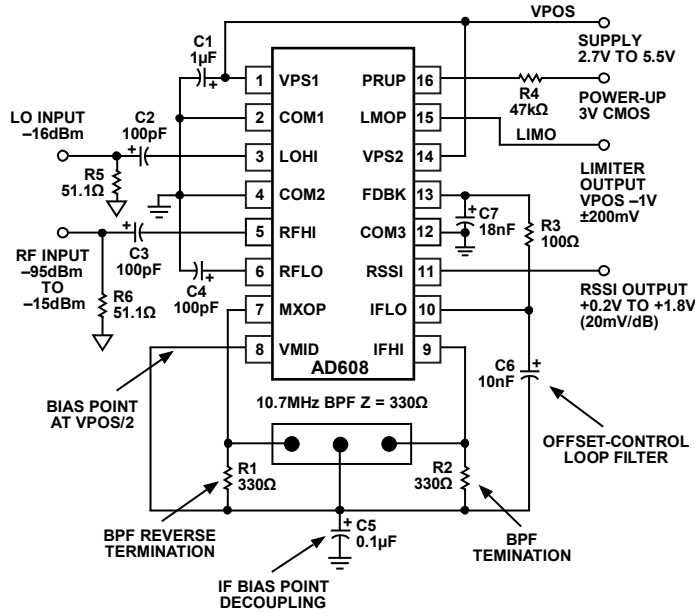 VPOS
C1
1µF
SUPPLY
2.7V TO 5.5V
1 VPS1 PRUP 16
R4
47kΩ
POWER-UP
3V CMOS
LO INPUT
–16dBm
C2
100pF
2 COM1 LMOP 15
LIMO
3 LOHI VPS2 14
R5
51.1Ω
LIMITER
OUTPUT
VPOS –1V
±200mV
4 COM2 FDBK 13
C7
18nF
R3
100Ω
5 RFHI COM3 12
RF INPUT
–95dBm
TO
–15dBm
C3
100pF
6 RFLO RSSI 11
C4
100pF
RSSI OUTPUT
+0.2V TO +1.8V
(20mV/dB)
R6
51.1Ω
7 MXOP IFLO 10
8 VMID IFHI 9
AD608
C6
10nF
BIAS POINT
AT VPOS/2
10.7MHz BPF Z = 330Ω
OFFSET-CONTROL
LOOP FILTER
R1
330Ω
R2
330Ω
BPF REVERSE
TERMINATION
C5
0.1µF
BPF
TEMINATION
IF BIAS POINT
DECOUPLING